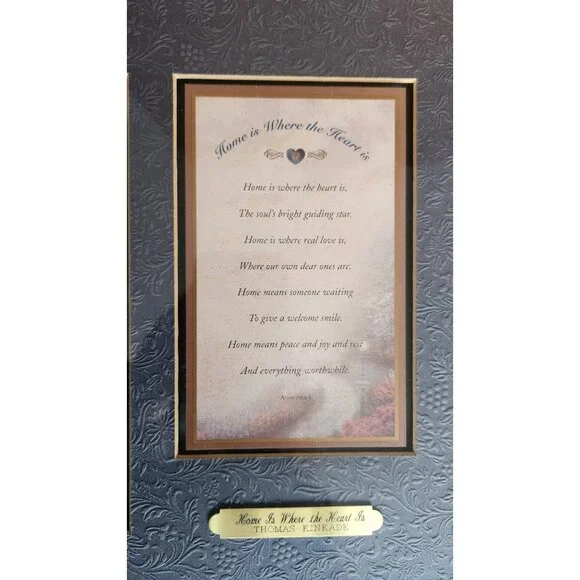 Home is Where the Heart is
Home is where the heart is,
The soul's bright guiding star.
Home is where real love is,
Where our own dear ones are.
Home means someone waiting
To give a welcome smile.
Home means peace and joy and rest
And everything worthwhile.
Anonymous
Home Is Where the Heart Is
THOMAS KINKADE